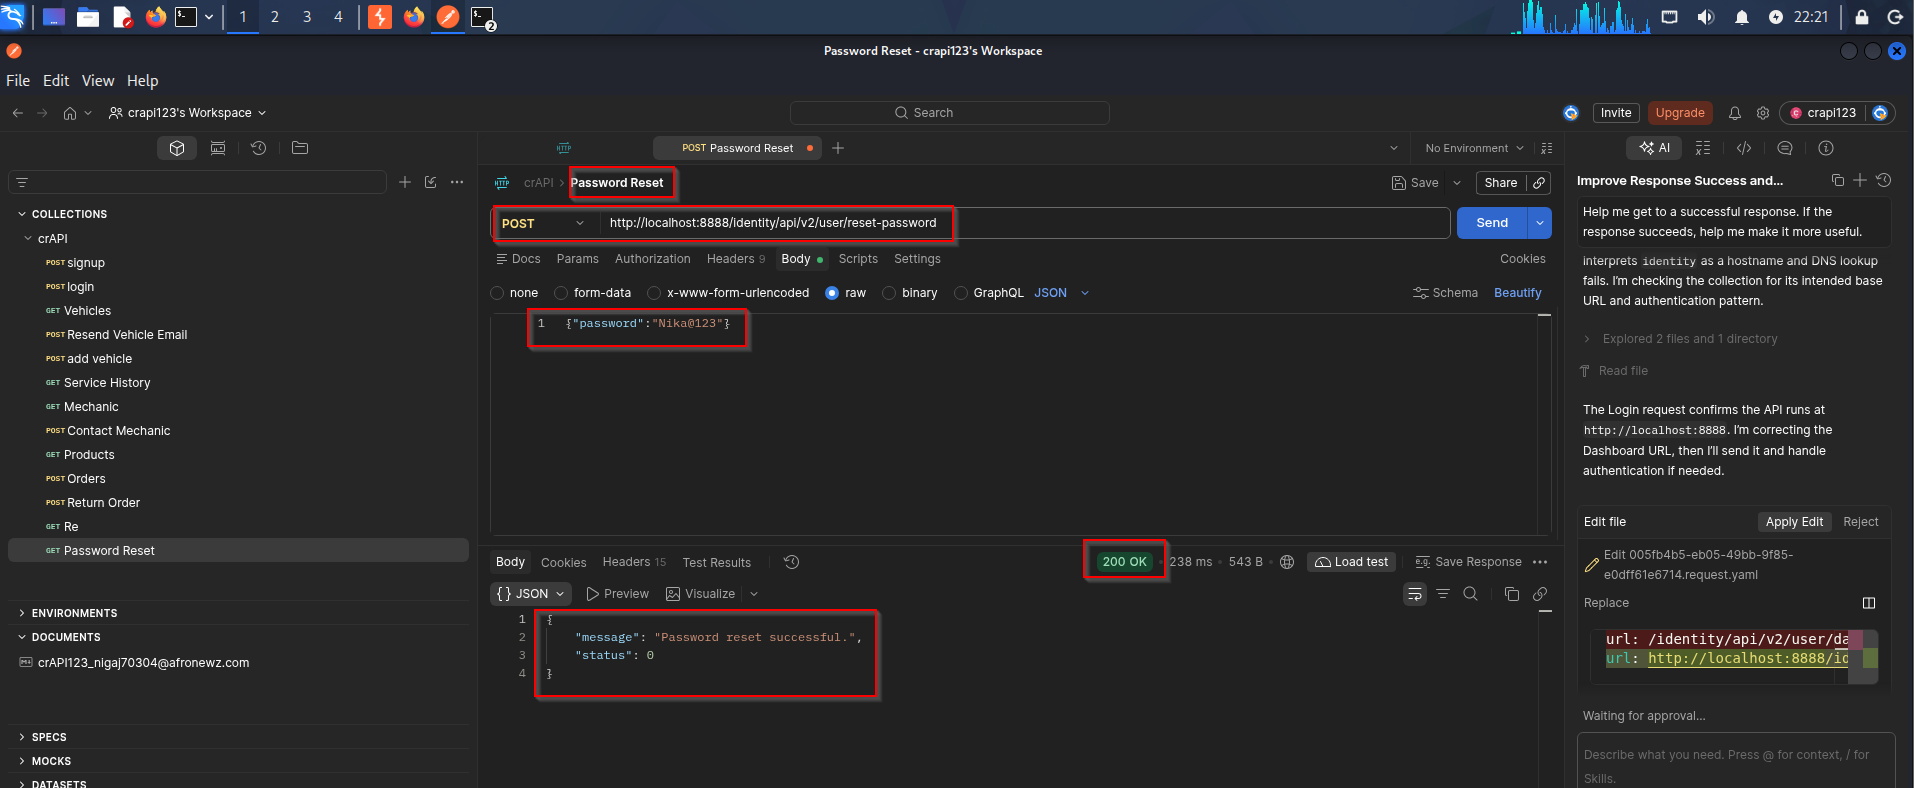 1 2 3 4
2
22:21
Password Reset - crapi123's Workspace
File Edit View Help
crapi123's Workspace
Search
Invite
Upgrade
crapi123
HTTP
POST Password Reset
No Environment
AI
HTTP crAPI > Password Reset
Save
Share
Improve Response Success and...
COLLECTIONS
crAPI
POST signup
POST login
GET Vehicles
POST Resend Vehicle Email
POST add vehicle
GET Service History
GET Mechanic
POST Contact Mechanic
GET Products
POST Orders
POST Return Order
GET Re
GET Password Reset
ENVIRONMENTS
DOCUMENTS
crAPI123_nigaj70304@afronewz.com
SPECS
MOCKS
DATASETS
POST http://localhost:8888/identity/api/v2/user/reset-password
Send
Docs Params Authorization Headers 9 Body Scripts Settings
Cookies
none form-data x-www-form-urlencoded raw binary GraphQL JSON
Schema Beautify
1 {"password":"Nika@123"}
Body Cookies Headers 15 Test Results
200 OK 238 ms 543 B
Load test
e.g. Save Response
{} JSON Preview Visualize
1 {
2 "message": "Password reset successful.",
3 "status": 0
4 }
Help me get to a successful response. If the
response succeeds, help me make it more useful.
interprets identity as a hostname and DNS lookup
fails. I'm checking the collection for its intended base
URL and authentication pattern.
Explored 2 files and 1 directory
Read file
The Login request confirms the API runs at
http://localhost:8888. I'm correcting the
Dashboard URL, then I'll send it and handle
authentication if needed.
Edit file
Apply Edit Reject
Edit 005fb4b5-eb05-49bb-9f85-
e0dff61e6714.request.yaml
Replace
url: /identity/api/v2/user/da
url: http://localhost:8888/id
Waiting for approval...
Describe what you need. Press @ for context, / for
Skills.